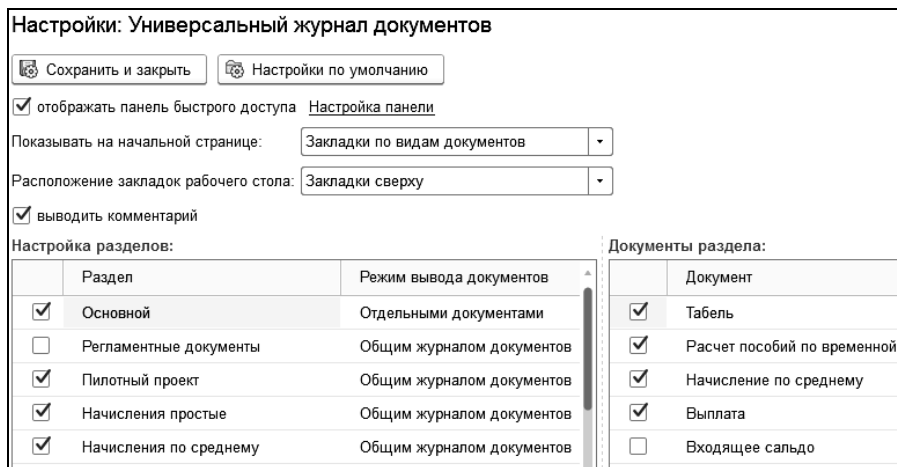 Настройки: Универсальный журнал документов
Сохранить и закрыть Настройки по умолчанию
отображать панель быстрого доступа Настройка панели
Показывать на начальной странице: Закладки по видам документов
Расположение закладок рабочего стола: Закладки сверху
выводить комментарий
Настройка разделов: Документы раздела:
Раздел Режим вывода документов Документ
Основной Отдельными документами Табель
Регламентные документы Общим журналом документов Расчет пособий по временной
Пилотный проект Общим журналом документов Начисление по среднему
Начисления простые Общим журналом документов Выплата
Начисления по среднему Общим журналом документов Входящее сальдо